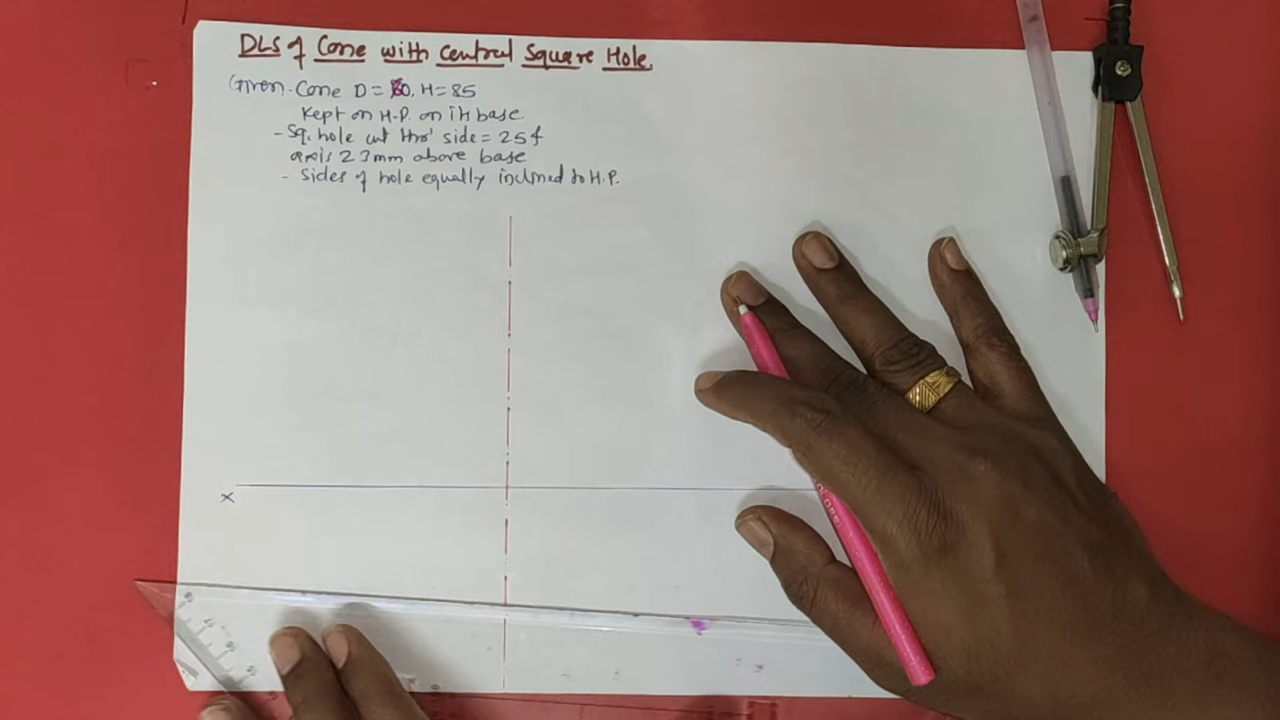 DLS of Cone with Central Square Hole.
Given - Cone D = 80, H = 85
Kept on H.P. on its base.
- Sq. hole cut thro' side = 25 &
axis 23mm above base
- Sides of hole equally inclined to H.P.
X